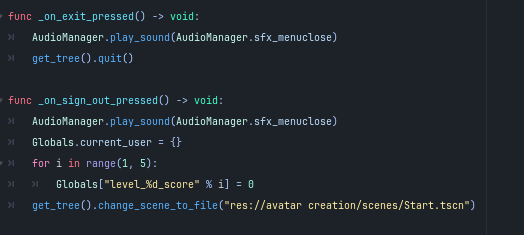 func _on_exit_pressed() -> void:
AudioManager.play_sound(AudioManager.sfx_menuclose)
get_tree().quit()
func _on_sign_out_pressed() -> void:
AudioManager.play_sound(AudioManager.sfx_menuclose)
Globals.current_user = {}
for i in range(1, 5):
Globals["level_%d_score" % i] = 0
get_tree().change_scene_to_file("res://avatar creation/scenes/Start.tscn")